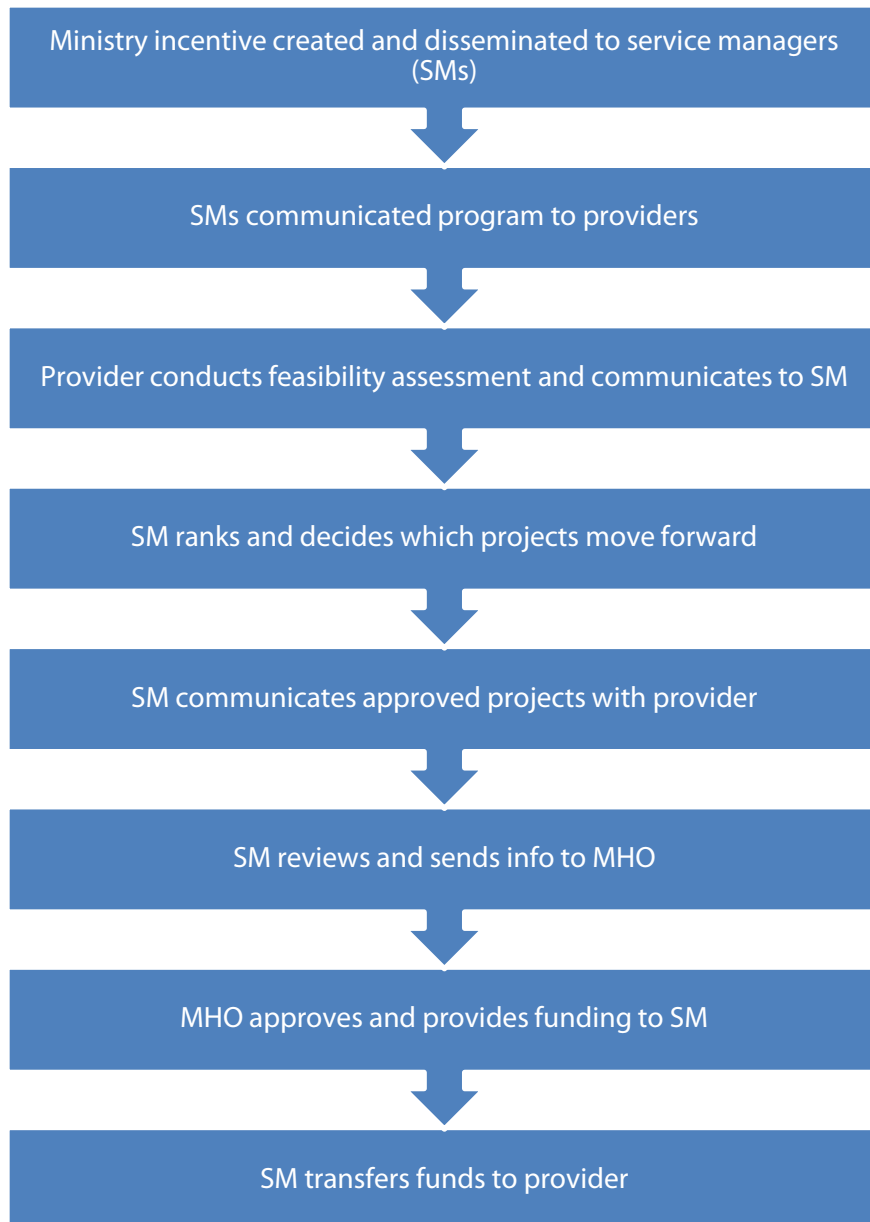 Ministry incentive created and disseminated to service managers
(SMs)
SMs communicated program to providers
Provider conducts feasibility assessment and communicates to SM
SM ranks and decides which projects move forward
SM communicates approved projects with provider
SM reviews and sends info to MHO
MHO approves and provides funding to SM
SM transfers funds to provider